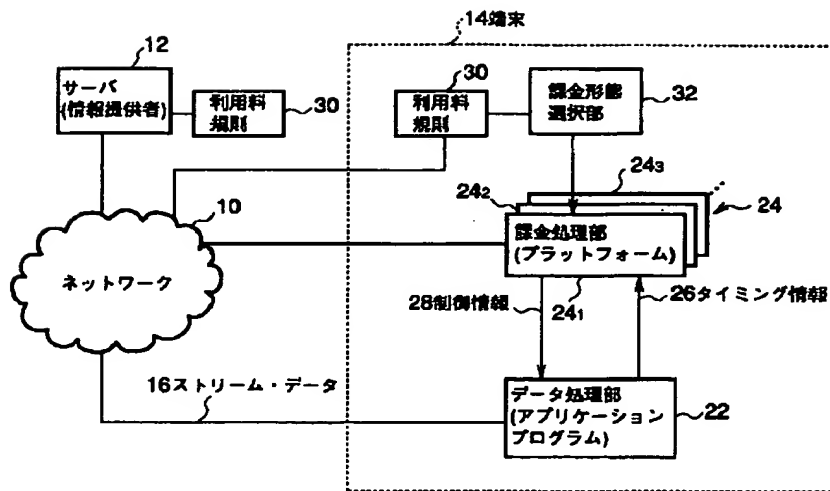 14端末
12
サーバ
(情報提供者)
利用料
規則
30
30
利用料
規則
課金形態
選択部
32
10
ネットワーク
24₃
24₂
24
課金処理部
(プラットフォーム)
24₁
28制御情報
26タイミング情報
16ストリーム・データ
データ処理部
(アプリケーション
プログラム)
22